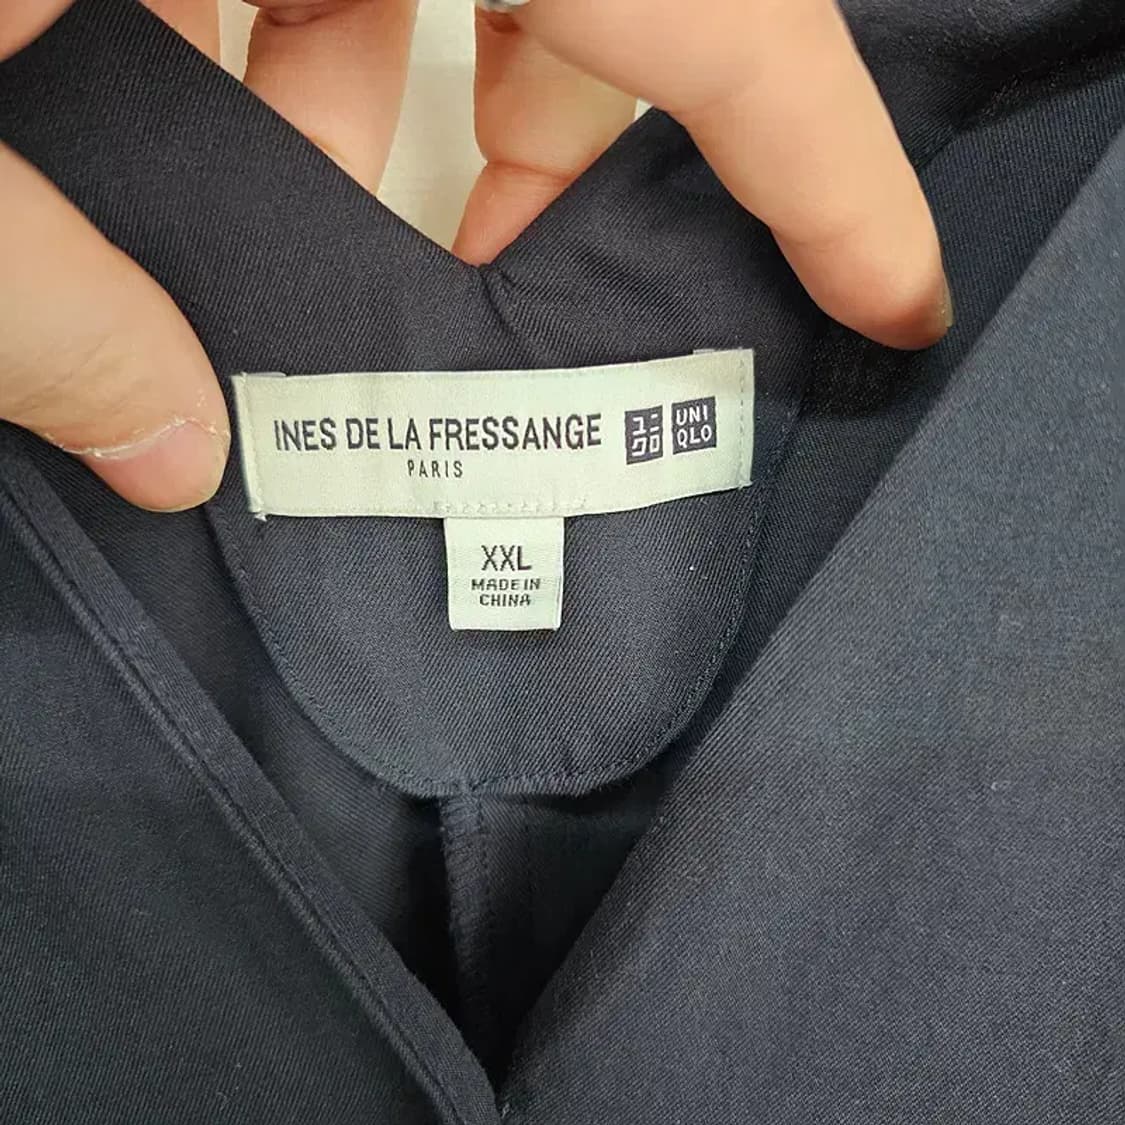 INES DE LA FRESSANGE
PARIS
ユニ
クロ
UNI
QLO
XXL
MADE IN
CHINA